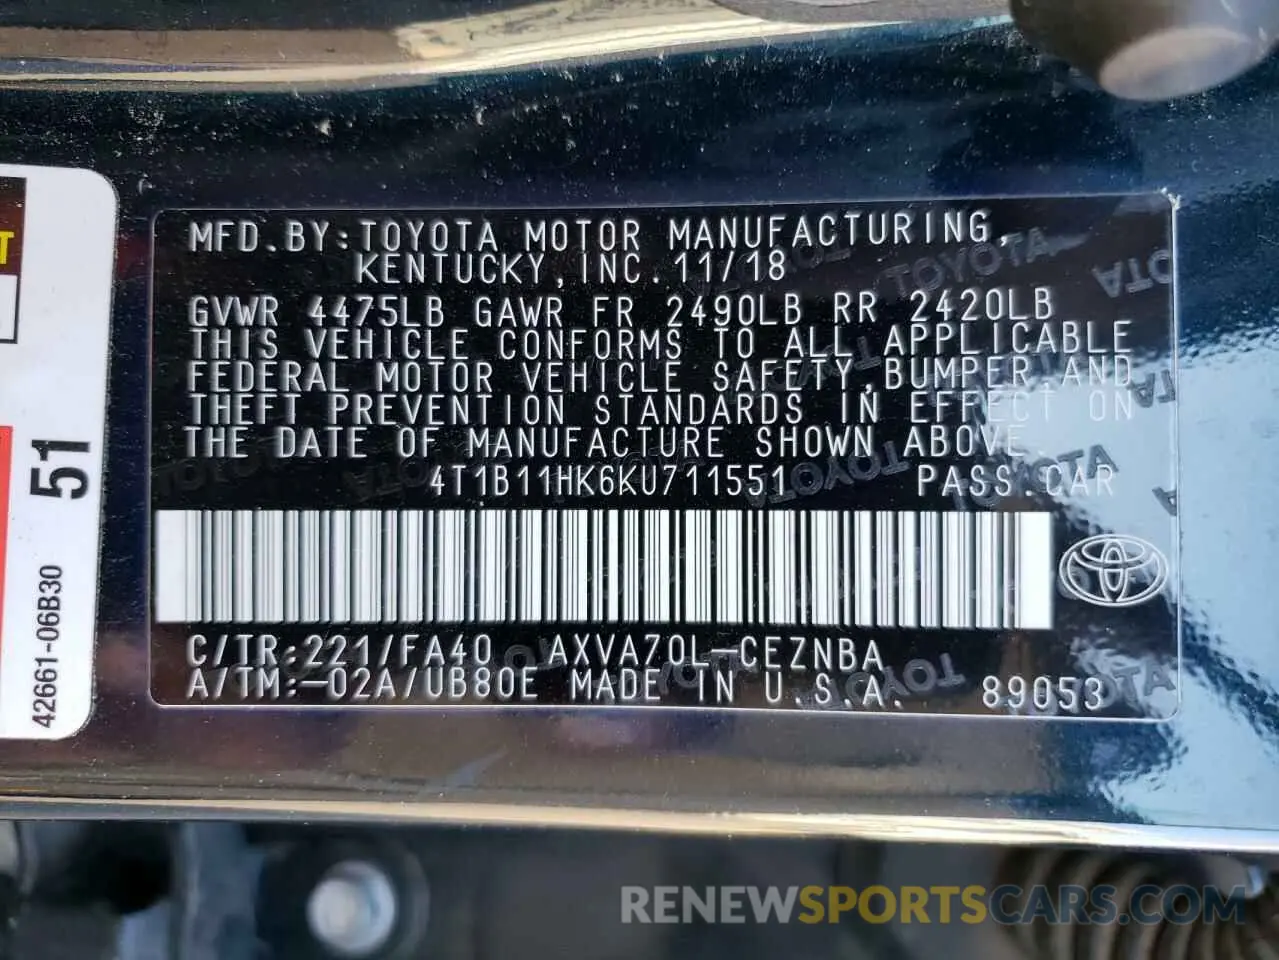 MFD.BY:TOYOTA MOTOR MANUFACTURING,
KENTUCKY,INC.11/18
GVWR 4475LB GAWR FR 2490LB RR 2420LB
THIS VEHICLE CONFORMS TO ALL APPLICABLE
FEDERAL MOTOR VEHICLE SAFETY,BUMPER,AND
THEFT PREVENTION STANDARDS IN EFFECT ON
THE DATE OF MANUFACTURE SHOWN ABOVE.
4T1B11HK6KU711551 PASS.CAR
C/TR:221/FA40 AXVA70L-CEZNBA
A/TM:-02A/UB80E MADE IN U.S.A. 89053
51
42661-06B30
RENEWSPORTSCARS.COM